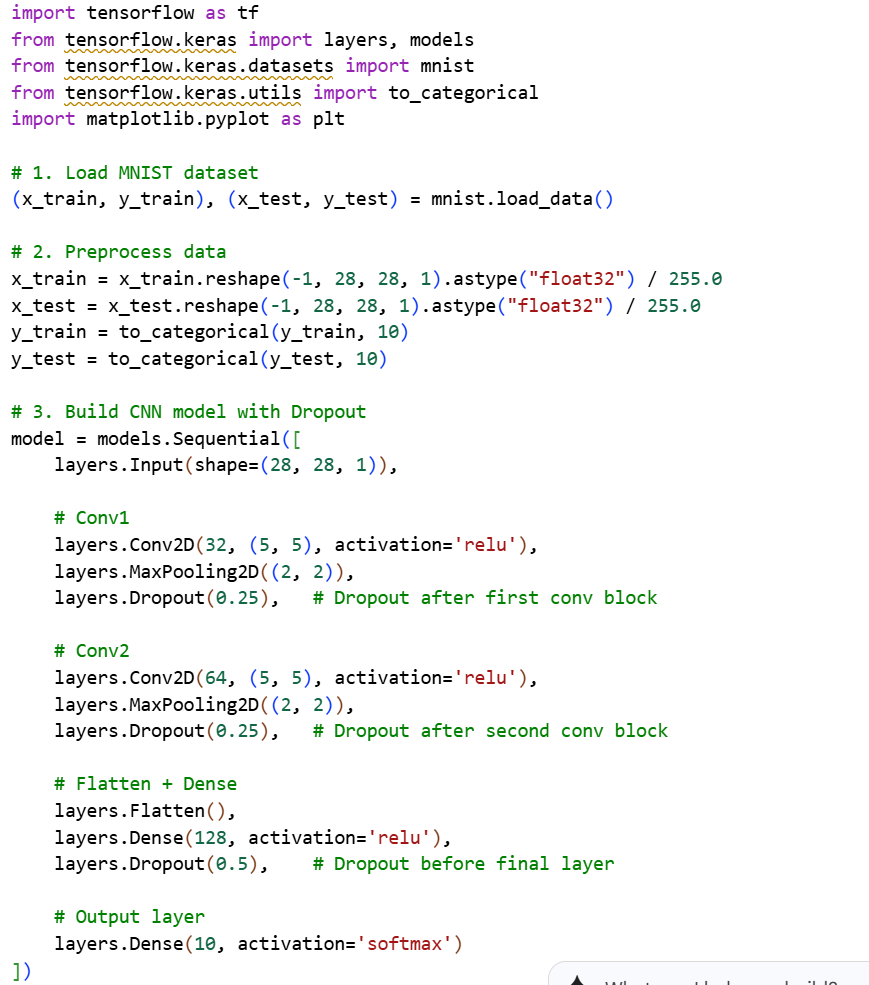 import tensorflow as tf
from tensorflow.keras import layers, models
from tensorflow.keras.datasets import mnist
from tensorflow.keras.utils import to_categorical
import matplotlib.pyplot as plt

# 1. Load MNIST dataset
(x_train, y_train), (x_test, y_test) = mnist.load_data()

# 2. Preprocess data
x_train = x_train.reshape(-1, 28, 28, 1).astype("float32") / 255.0
x_test = x_test.reshape(-1, 28, 28, 1).astype("float32") / 255.0
y_train = to_categorical(y_train, 10)
y_test = to_categorical(y_test, 10)

# 3. Build CNN model with Dropout
model = models.Sequential([
    layers.Input(shape=(28, 28, 1)),

    # Conv1
    layers.Conv2D(32, (5, 5), activation='relu'),
    layers.MaxPooling2D((2, 2)),
    layers.Dropout(0.25),   # Dropout after first conv block

    # Conv2
    layers.Conv2D(64, (5, 5), activation='relu'),
    layers.MaxPooling2D((2, 2)),
    layers.Dropout(0.25),   # Dropout after second conv block

    # Flatten + Dense
    layers.Flatten(),
    layers.Dense(128, activation='relu'),
    layers.Dropout(0.5),    # Dropout before final layer

    # Output layer
    layers.Dense(10, activation='softmax')
])